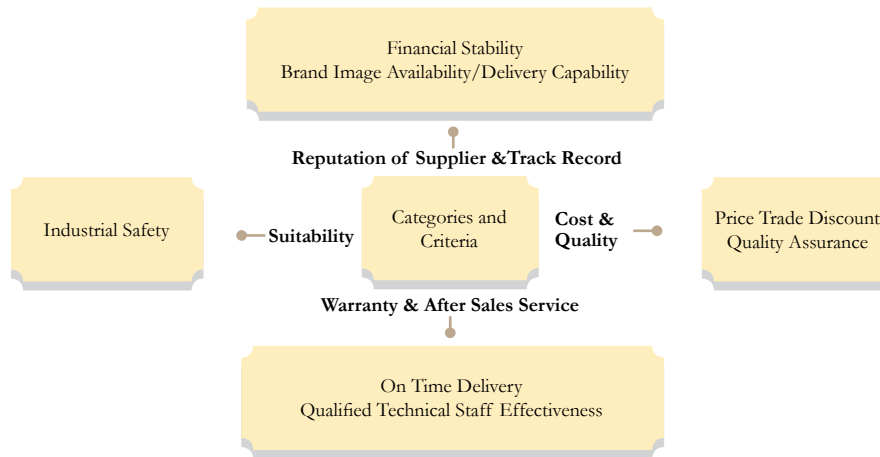 Financial Stability
Brand Image Availability/Delivery Capability
Reputation of Supplier &Track Record
Industrial Safety
Suitability
Categories and
Criteria
Cost &
Quality
Price Trade Discount
Quality Assurance
Warranty & After Sales Service
On Time Delivery
Qualified Technical Staff Effectiveness